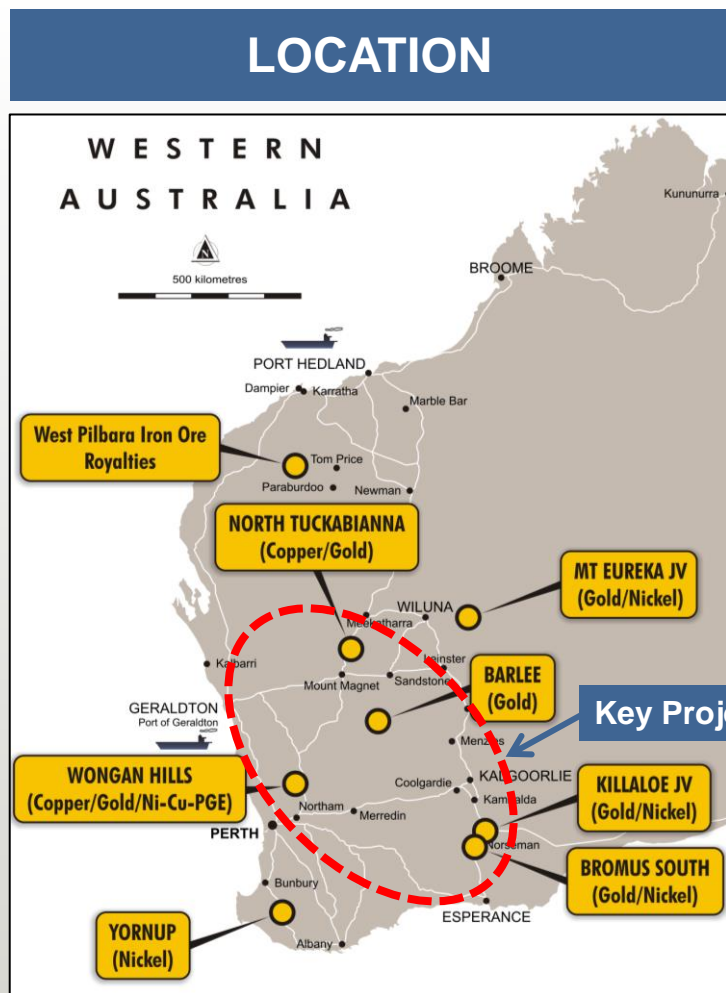 LOCATION
WESTERN
AUSTRALIA
N
500 kilometres
Kununurra
BROOME
PORT HEDLAND
Dampier
Karratha
Marble Bar
West Pilbara Iron Ore
Royalties
Tom Price
Paraburdoo
Newman
NORTH TUCKABIANNA
(Copper/Gold)
MT EUREKA JV
(Gold/Nickel)
WILUNA
Meekatharra
Kalbarri
Leinster
Mount Magnet
Sandstone
BARLEE
(Gold)
GERALDTON
Port of Geraldton
Key Proj
Menzies
WONGAN HILLS
(Copper/Gold/Ni-Cu-PGE)
Coolgardie
KALGOORLIE
Kambalda
KILLALOE JV
(Gold/Nickel)
Northam
Merredin
PERTH
Norseman
BROMUS SOUTH
(Gold/Nickel)
Bunbury
ESPERANCE
YORNUP
(Nickel)
Albany